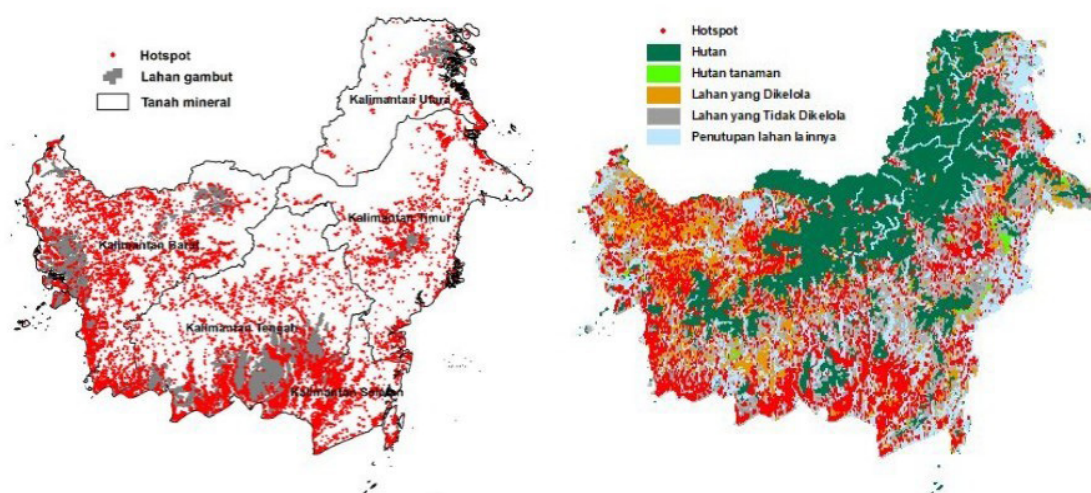 Hotspot
Lahan gambut
Tanah mineral
Kalimantan Utara
Kalimantan Timur
Kalimantan Barat
Kalimantan Tengah
Kalimantan Selatan
Hotspot
Hutan
Hutan tanaman
Lahan yang Dikelola
Lahan yang Tidak Dikelola
Penutupan lahan lainnya